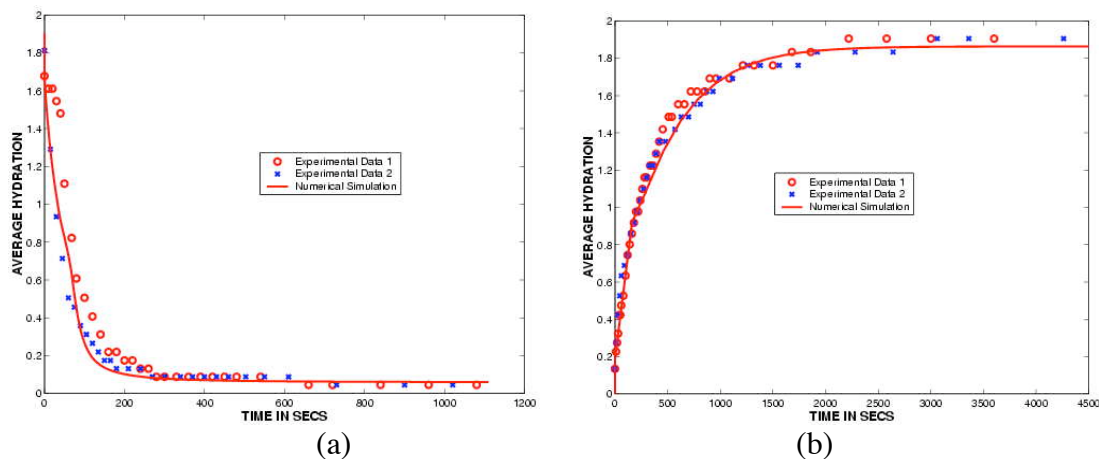 2
1.8
1.6
1.4
1.2
1
0.8
0.6
0.4
0.2
0
AVERAGE HYDRATION
Experimental Data 1
Experimental Data 2
Numerical Simulation
0 200 400 600 800 1000 1200
TIME IN SECS
(a)
2
1.8
1.6
1.4
1.2
1
0.8
0.6
0.4
0.2
0
AVERAGE HYDRATION
Experimental Data 1
Experimental Data 2
Numerical Simulation
0 500 1000 1500 2000 2500 3000 3500 4000 4500
TIME IN SECS
(b)